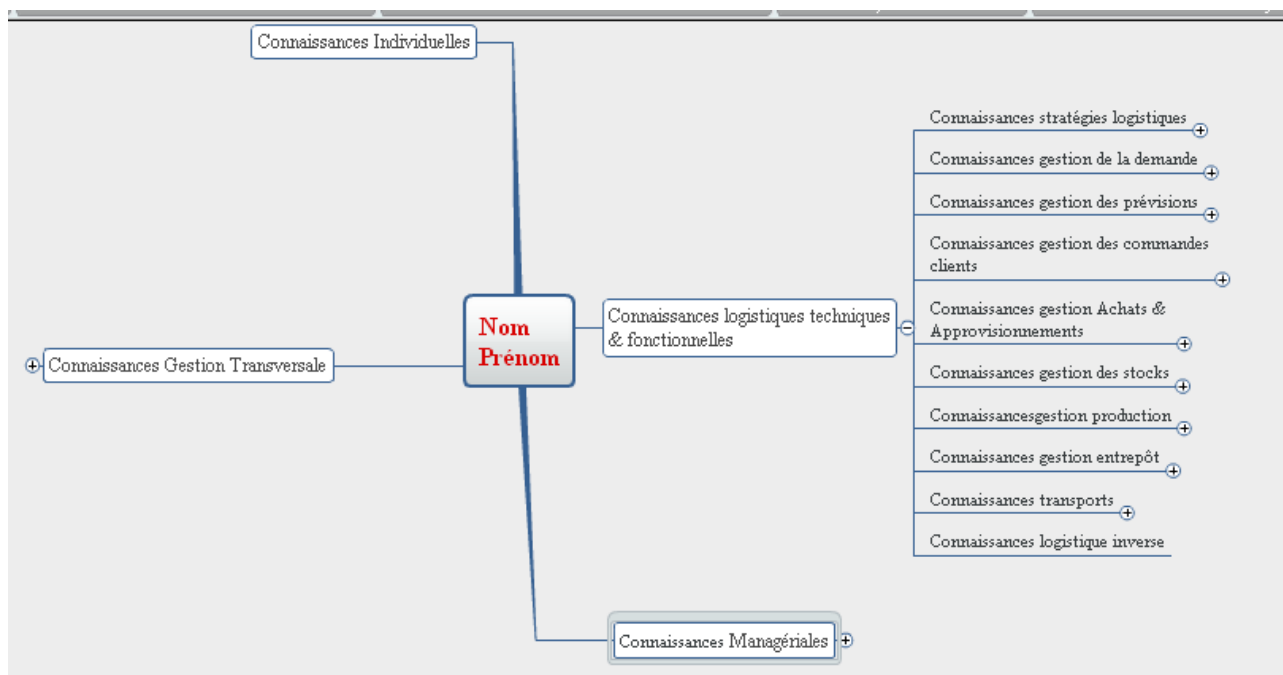 Connaissances Individuelles
Connaissances stratégies logistiques
Connaissances gestion de la demande
Connaissances gestion des prévisions
Connaissances gestion des commandes
clients
Connaissances logistiques techniques
& fonctionnelles
Connaissances gestion Achats &
Approvisionnements
Nom
Prénom
Connaissances Gestion Transversale
Connaissances gestion des stocks
Connaissancesgestion production
Connaissances gestion entrepôt
Connaissances transports
Connaissances logistique inverse
Connaissances Managériales